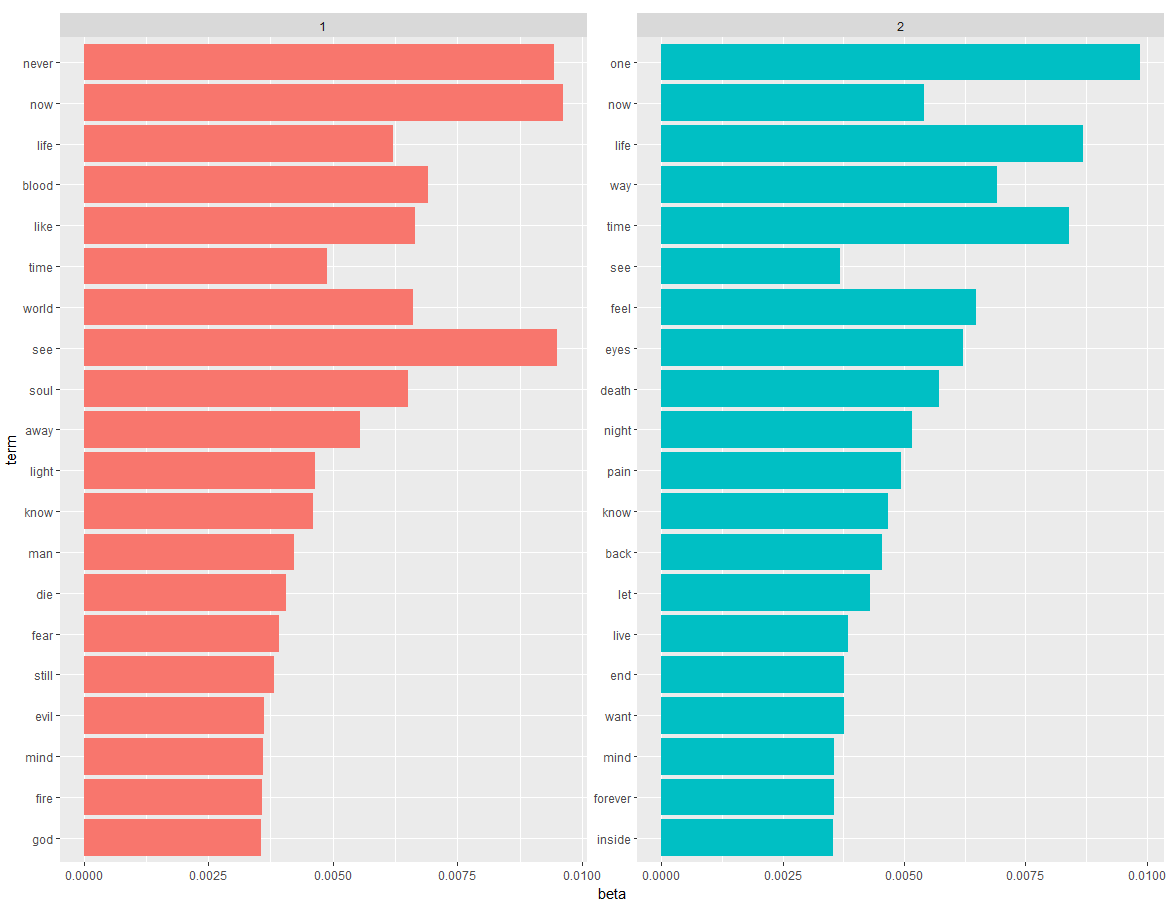 1
2
term
never
now
life
blood
like
time
world
see
soul
away
light
know
man
die
fear
still
evil
mind
fire
god
0.0000 0.0025 0.0050 0.0075 0.0100
one
now
life
way
time
see
feel
eyes
death
night
pain
know
back
let
live
end
want
mind
forever
inside
0.0000 0.0025 0.0050 0.0075 0.0100
beta